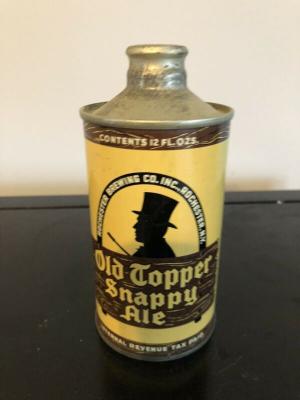 CONTENTS 12 FL. OZS.
ROCHESTER BREWING CO. INC., ROCHESTER, N.Y.
Old Topper
Snappy
Ale
INTERNAL REVENUE TAX PAID